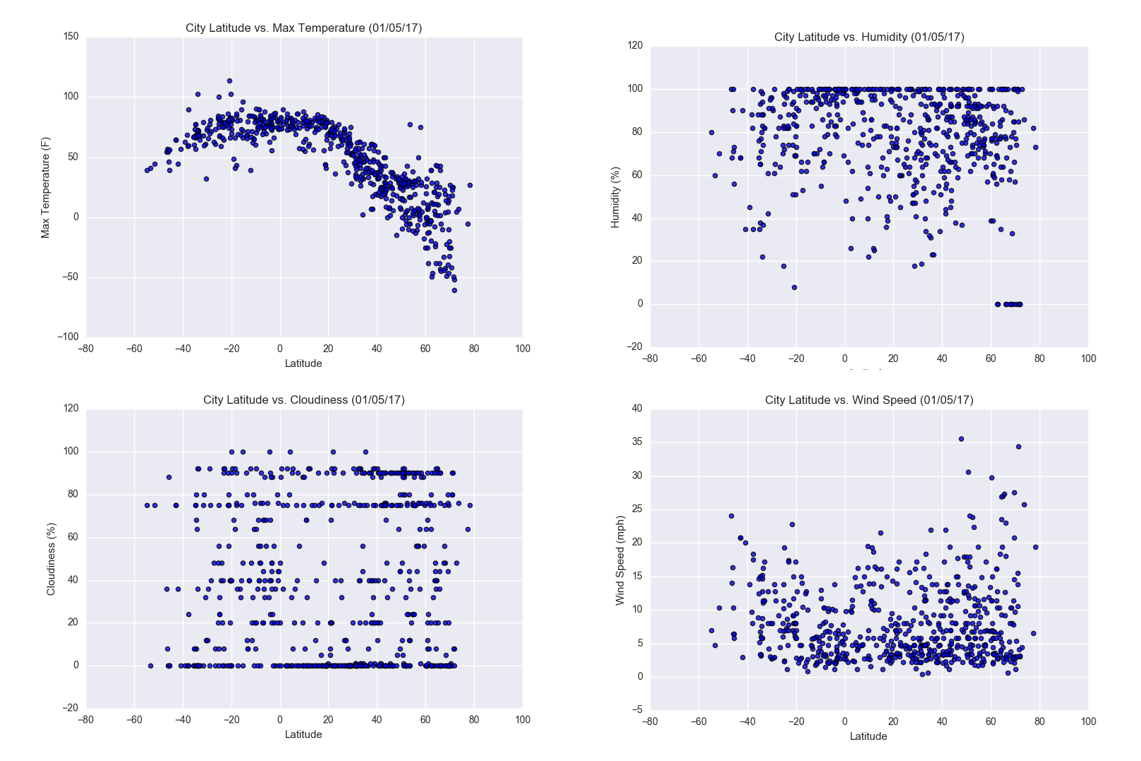 City Latitude vs. Max Temperature (01/05/17)
150
100
50
0
−50
−100
Max Temperature (F)
−80 −60 −40 −20 0 20 40 60 80 100
Latitude
City Latitude vs. Humidity (01/05/17)
120
100
80
60
40
20
0
−20
Humidity (%)
−80 −60 −40 −20 0 20 40 60 80 100
City Latitude vs. Cloudiness (01/05/17)
120
100
80
60
40
20
0
−20
Cloudiness (%)
−80 −60 −40 −20 0 20 40 60 80 100
Latitude
City Latitude vs. Wind Speed (01/05/17)
40
35
30
25
20
15
10
5
0
−5
Wind Speed (mph)
−80 −60 −40 −20 0 20 40 60 80 100
Latitude